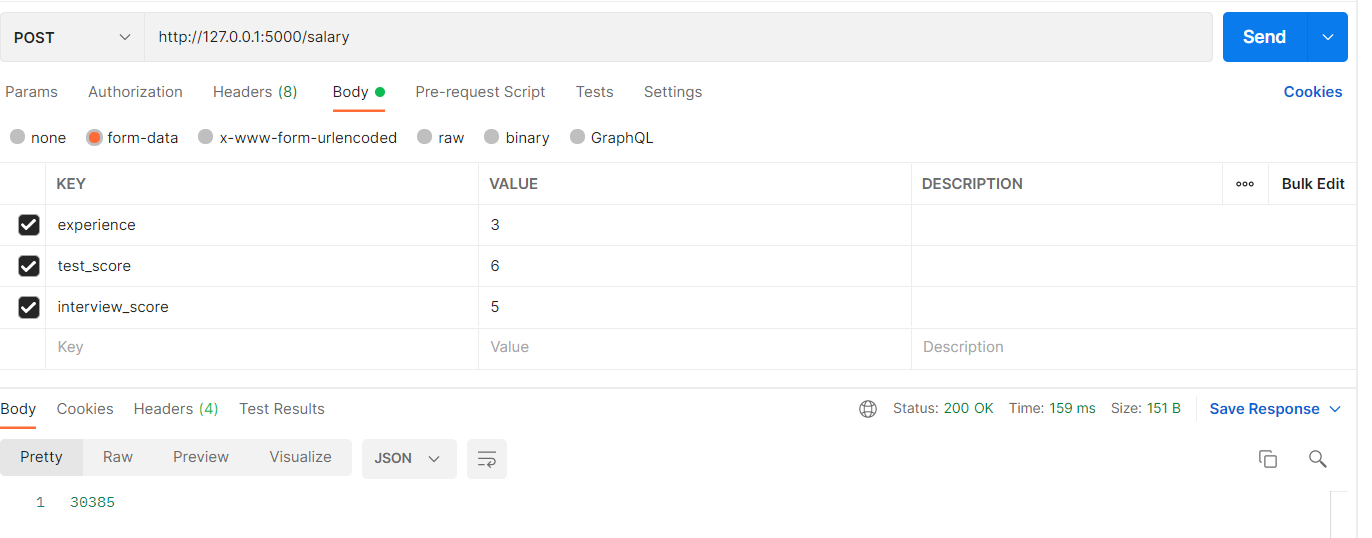 POST http://127.0.0.1:5000/salary Send
Params Authorization Headers (8) Body Pre-request Script Tests Settings Cookies
none form-data x-www-form-urlencoded raw binary GraphQL
KEY VALUE DESCRIPTION ooo Bulk Edit
experience 3
test_score 6
interview_score 5
Key Value Description
Body Cookies Headers (4) Test Results Status: 200 OK Time: 159 ms Size: 151 B Save Response
Pretty Raw Preview Visualize JSON
1 30385